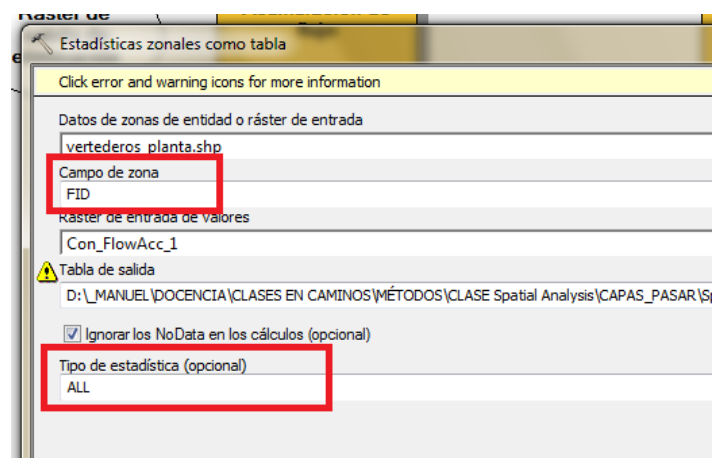 Ráster de
Estadísticas zonales como tabla
Click error and warning icons for more information
Datos de zonas de entidad o ráster de entrada
vertederos_planta.shp
Campo de zona
FID
Ráster de entrada de valores
Con_FlowAcc_1
Tabla de salida
D:\_MANUEL\DOCENCIA\CLASES EN CAMINOS\MÉTODOS\CLASE Spatial Analysis\CAPAS_PASAR\Sp
Ignorar los NoData en los cálculos (opcional)
Tipo de estadística (opcional)
ALL